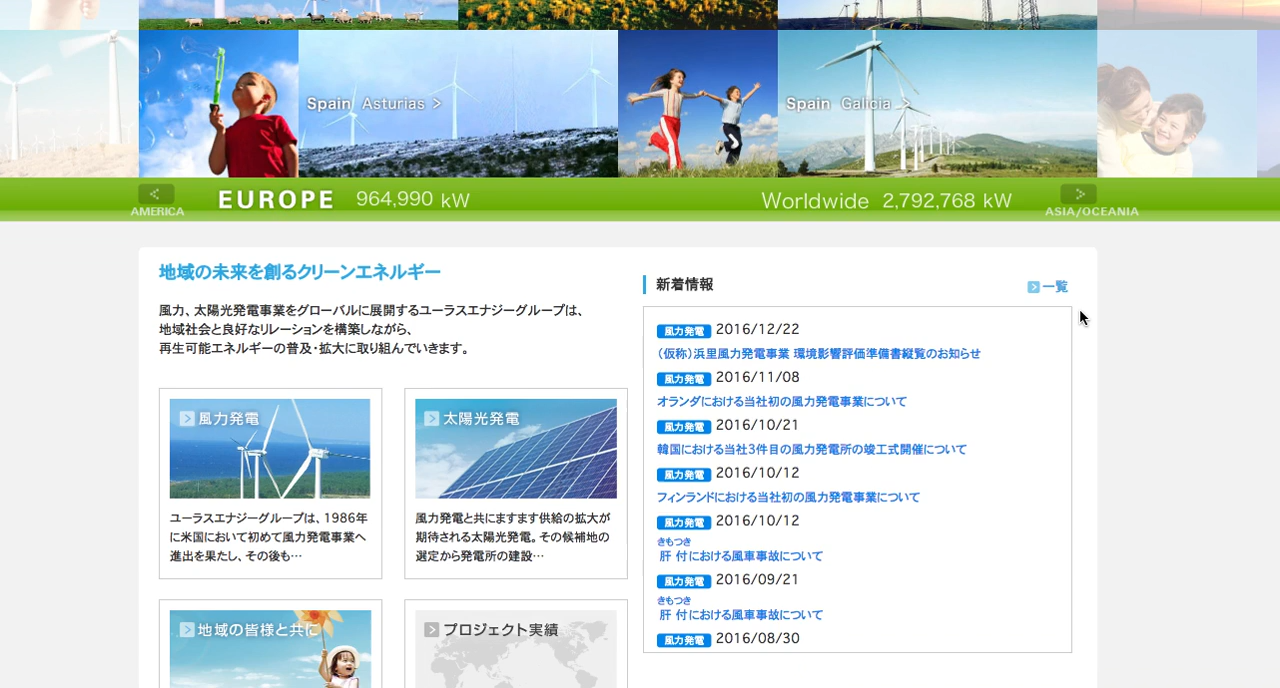 Spain Asturias >
Spain Galicia >
AMERICA
EUROPE 964,990 kW
Worldwide 2,792,768 kW
ASIA/OCEANIA
地域の未来を創るクリーンエネルギー
風力、太陽光発電事業をグローバルに展開するユーラスエナジーグループは、
地域社会と良好なリレーションを構築しながら、
再生可能エネルギーの普及・拡大に取り組んでいきます。
風力発電
ユーラスエナジーグループは、1986年
に米国において初めて風力発電事業へ
進出を果たし、その後も…
太陽光発電
風力発電と共にますます供給の拡大が
期待される太陽光発電。その候補地の
選定から発電所の建設…
地域の皆様と共に
プロジェクト実績
新着情報
一覧
風力発電 2016/12/22
（仮称）浜里風力発電事業 環境影響評価準備書縦覧のお知らせ
風力発電 2016/11/08
オランダにおける当社初の風力発電事業について
風力発電 2016/10/21
韓国における当社3件目の風力発電所の竣工式開催について
風力発電 2016/10/12
フィンランドにおける当社初の風力発電事業について
風力発電 2016/10/12
きもつき
肝 付における風車事故について
風力発電 2016/09/21
きもつき
肝 付における風車事故について
風力発電 2016/08/30